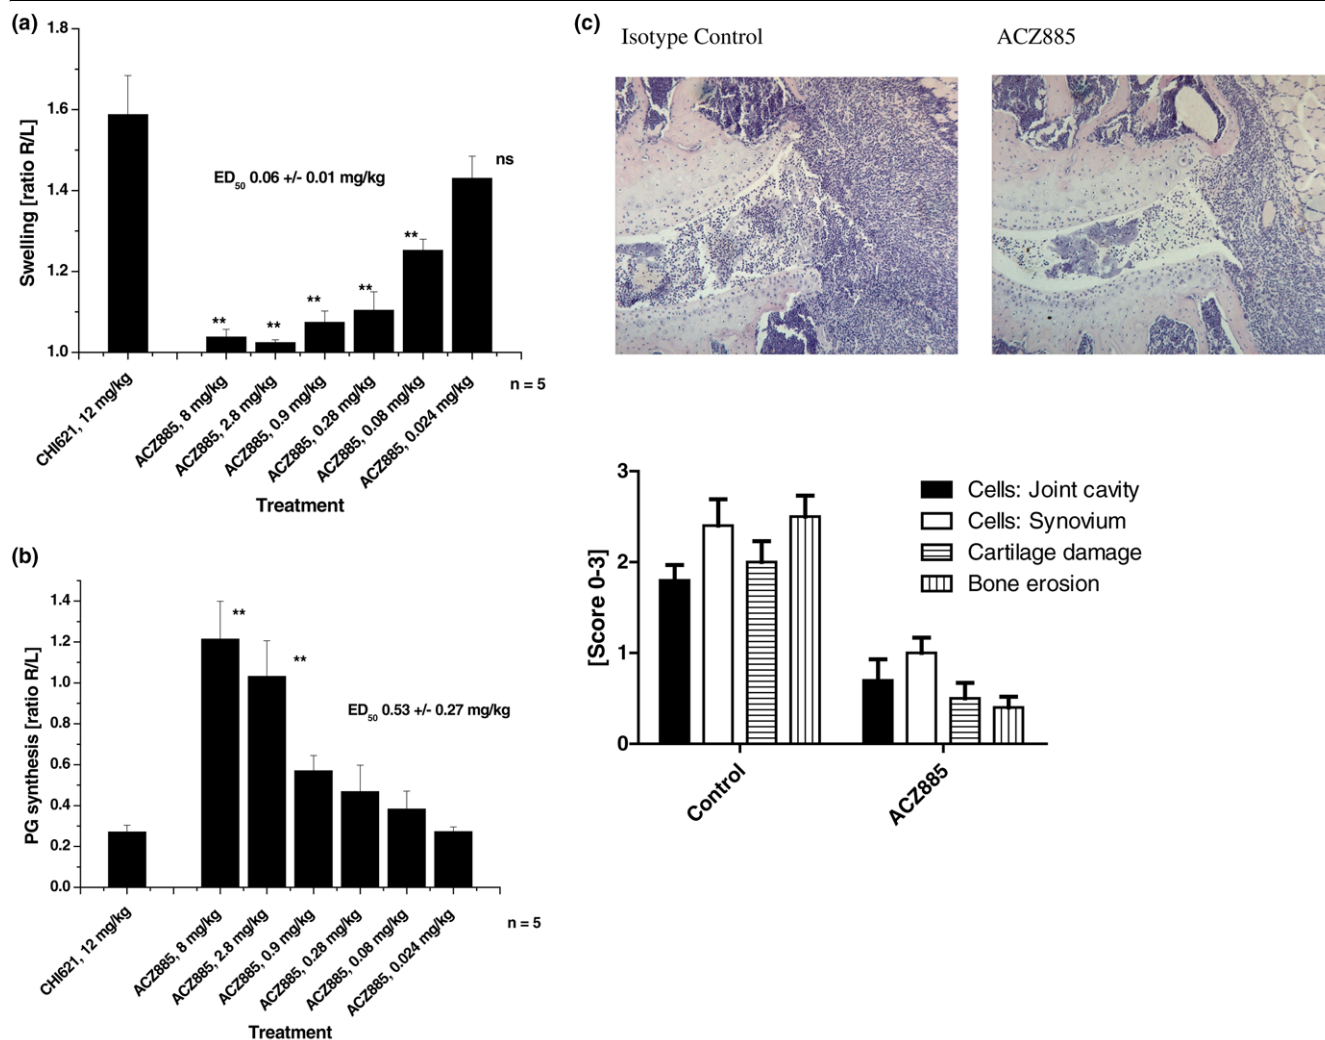 (a)
1.8
1.6
1.4
1.2
1.0
Swelling [ratio R/L]
ED50 0.06 +/- 0.01 mg/kg
**
**
**
**
**
ns
n = 5
CHI621, 12 mg/kg
ACZ885, 8 mg/kg
ACZ885, 2.8 mg/kg
ACZ885, 0.9 mg/kg
ACZ885, 0.28 mg/kg
ACZ885, 0.08 mg/kg
ACZ885, 0.024 mg/kg
Treatment
(b)
1.4
1.2
1.0
0.8
0.6
0.4
0.2
0.0
PG synthesis [ratio R/L]
**
**
ED50 0.53 +/- 0.27 mg/kg
n = 5
CHI621, 12 mg/kg
ACZ885, 8 mg/kg
ACZ885, 2.8 mg/kg
ACZ885, 0.9 mg/kg
ACZ885, 0.28 mg/kg
ACZ885, 0.08 mg/kg
ACZ885, 0.024 mg/kg
Treatment
(c)
Isotype Control
ACZ885
3
2
1
0
[Score 0-3]
Cells: Joint cavity
Cells: Synovium
Cartilage damage
Bone erosion
Control
ACZ885